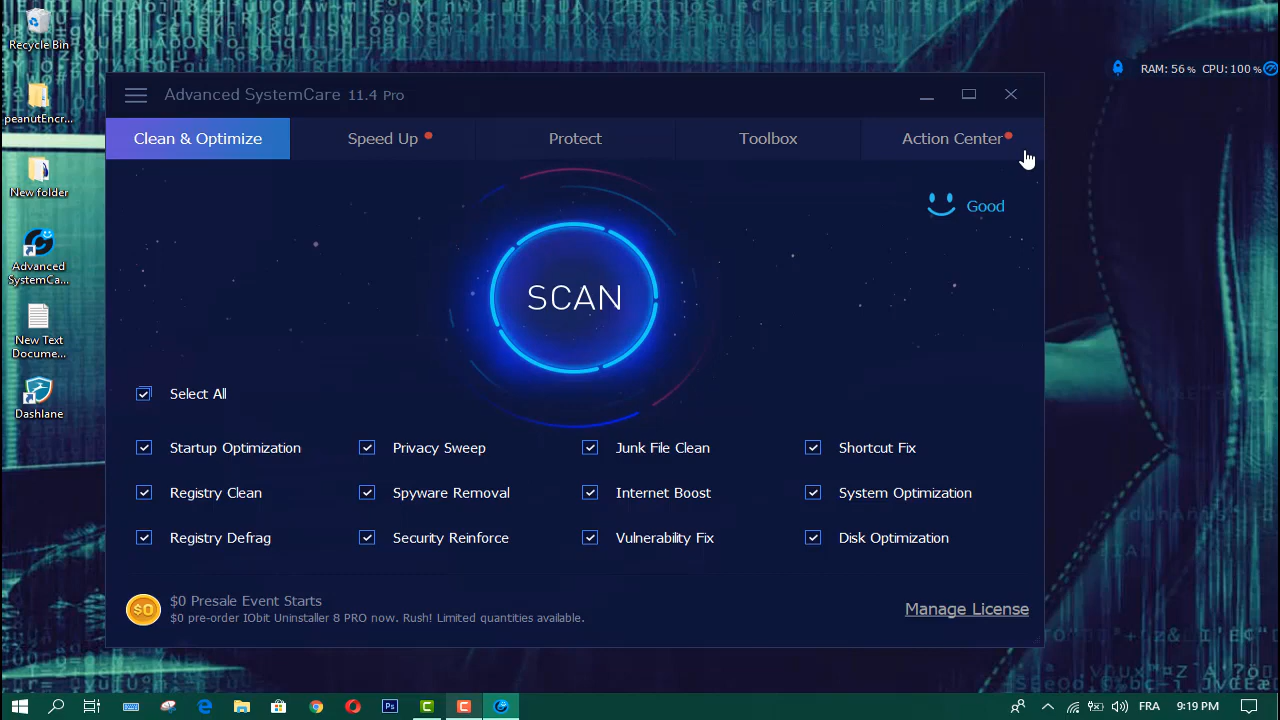 Recycle Bin
peanutEncr...
New folder
Advanced
SystemCa...
New Text
Docume...
Dashlane
RAM: 56 % CPU: 100 %
Advanced SystemCare 11.4 Pro
Clean & Optimize
Speed Up
Protect
Toolbox
Action Center
Good
SCAN
Select All
Startup Optimization
Privacy Sweep
Junk File Clean
Shortcut Fix
Registry Clean
Spyware Removal
Internet Boost
System Optimization
Registry Defrag
Security Reinforce
Vulnerability Fix
Disk Optimization
$0
$0 Presale Event Starts
$0 pre-order IObit Uninstaller 8 PRO now. Rush! Limited quantities available.
Manage License
Ps
FRA
9:19 PM